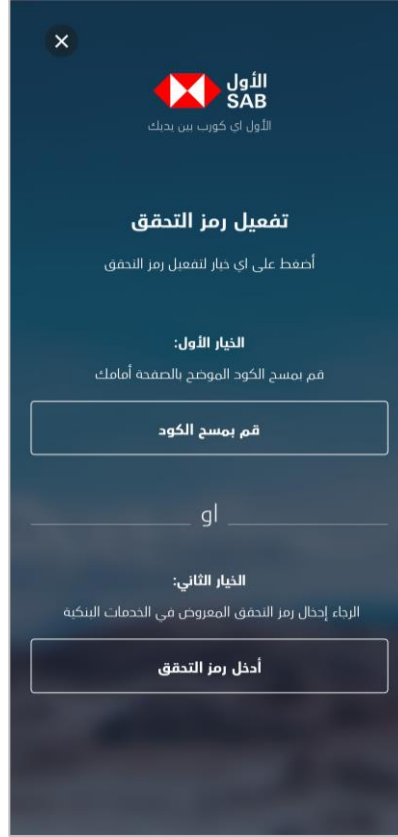 الأول
SAB
الأول اي كورب بين يديك
تفعيل رمز التحقق
أضغط على اي خيار لتفعيل رمز التحقق
الخيار الأول:
قم بمسح الكود الموضح بالصفحة أمامك
قم بمسح الكود
او
الخيار الثاني:
الرجاء إدخال رمز التحقق المعروض في الخدمات البنكية
أدخل رمز التحقق